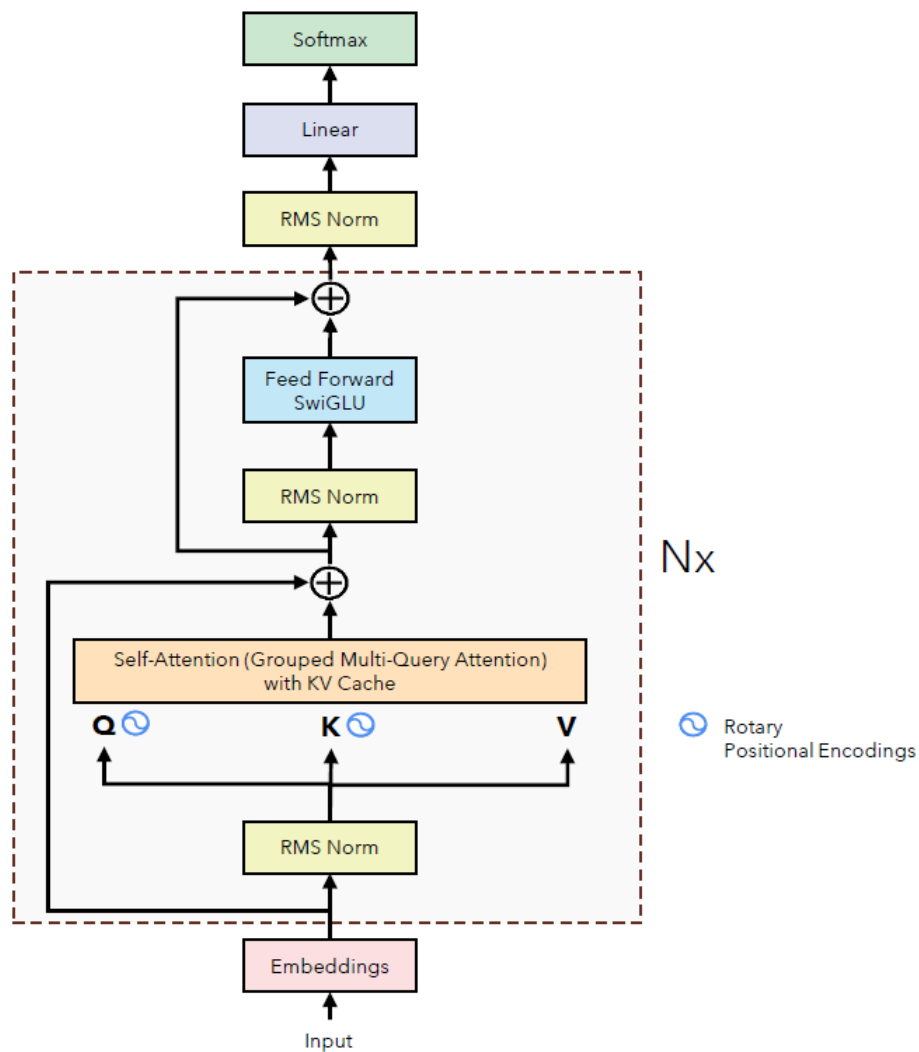 Softmax
Linear
RMS Norm
Feed Forward
SwiGLU
RMS Norm
Nx
Self-Attention (Grouped Multi-Query Attention)
with KV Cache
Q K V
Rotary
Positional Encodings
RMS Norm
Embeddings
Input